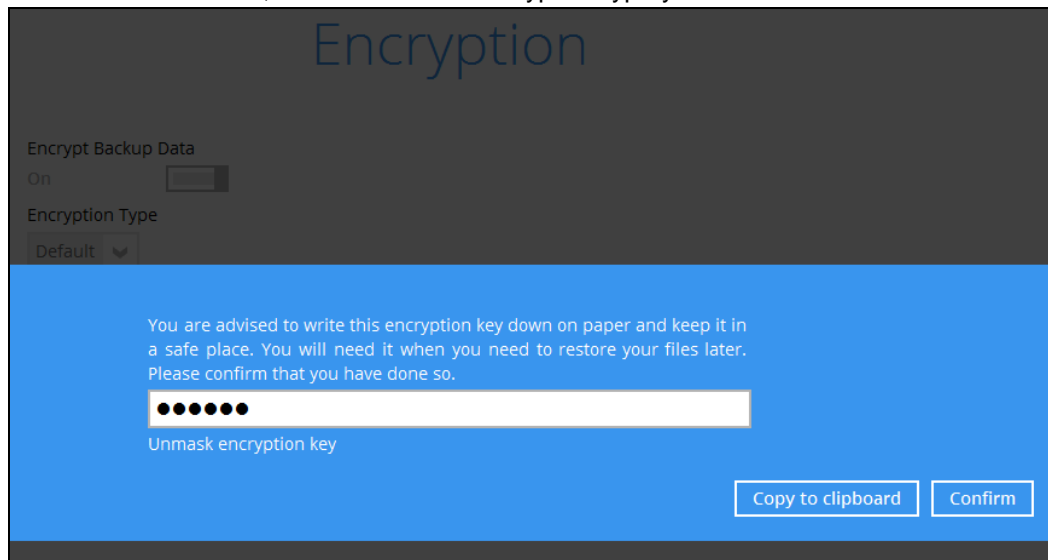 Encryption
Encrypt Backup Data
On
Encryption Type
Default
You are advised to write this encryption key down on paper and keep it in
a safe place. You will need it when you need to restore your files later.
Please confirm that you have done so.
●●●●●●
Unmask encryption key
Copy to clipboard Confirm